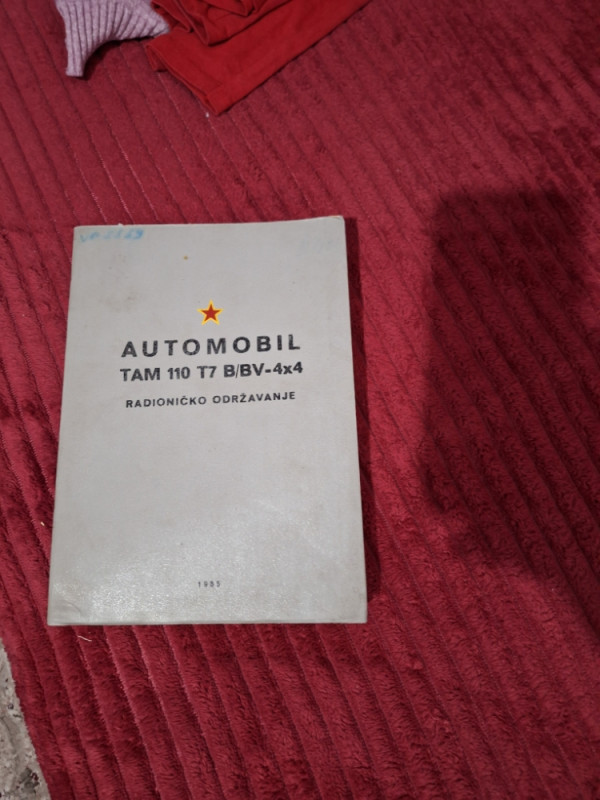 AUTOMOBIL
TAM 110 T7 B/BV-4x4
RADIONIČKO ODRŽAVANJE